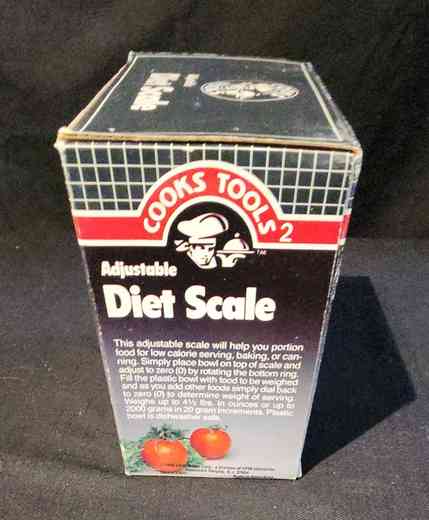 Diet Scale
COOKS TOOLS 2
TM
Adjustable
Diet Scale
This adjustable scale will help you portion
food for low calorie serving, baking, or can-
ning. Simply place bowl on top of scale and
adjust to zero (0) by rotating the bottom ring.
Fill the plastic bowl with food to be weighed
and as you add other foods simply dial back
to zero (0) to determine weight of serving.
Weighs up to 4½ lbs. in ounces or up to
2000 grams in 20 gram increments. Plastic
bowl is dishwasher safe.